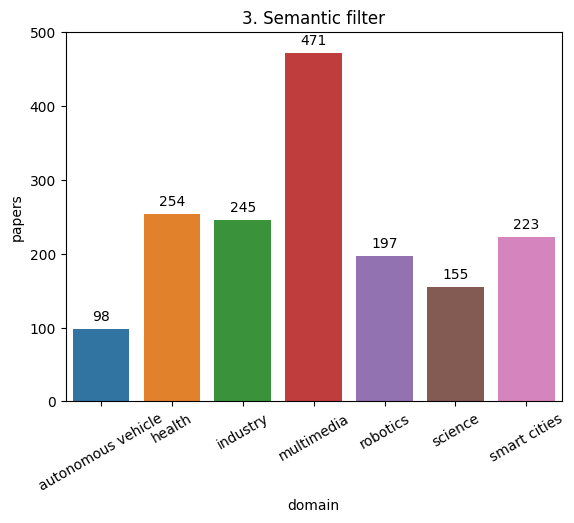 3. Semantic filter
papers
500
400
300
200
100
0
98
254
245
471
197
155
223
autonomous vehicle
health
industry
multimedia
robotics
science
smart cities
domain